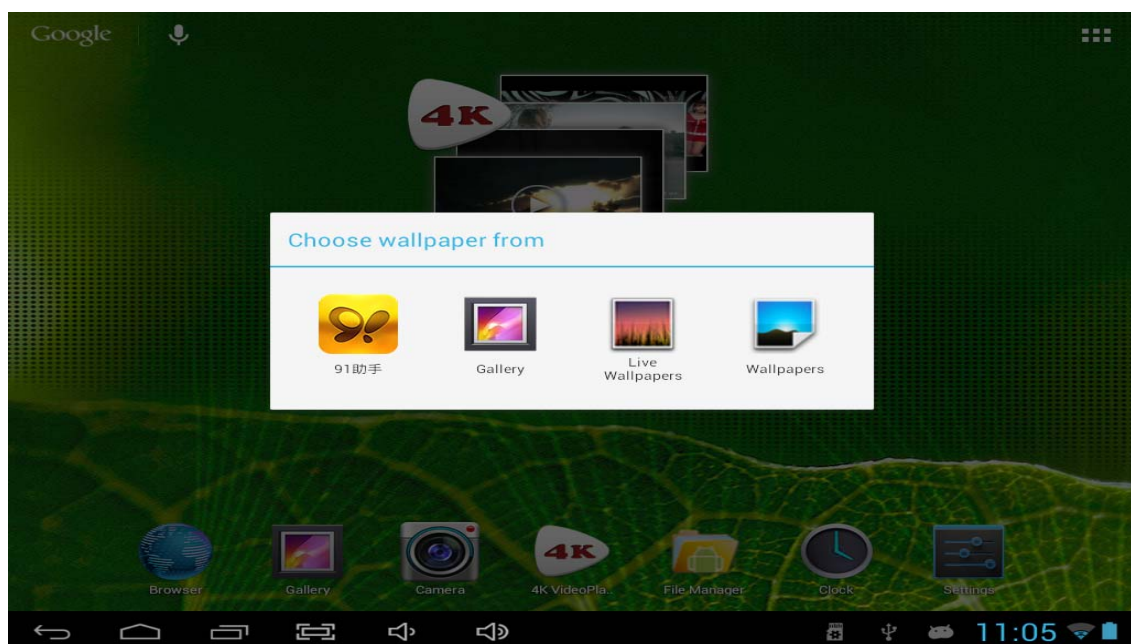 Google
4K
Choose wallpaper from
91助手
Gallery
Live
Wallpapers
Wallpapers
4K
Browser
Gallery
Camera
4K VideoPla..
File Manager
Clock
Settings
11:05